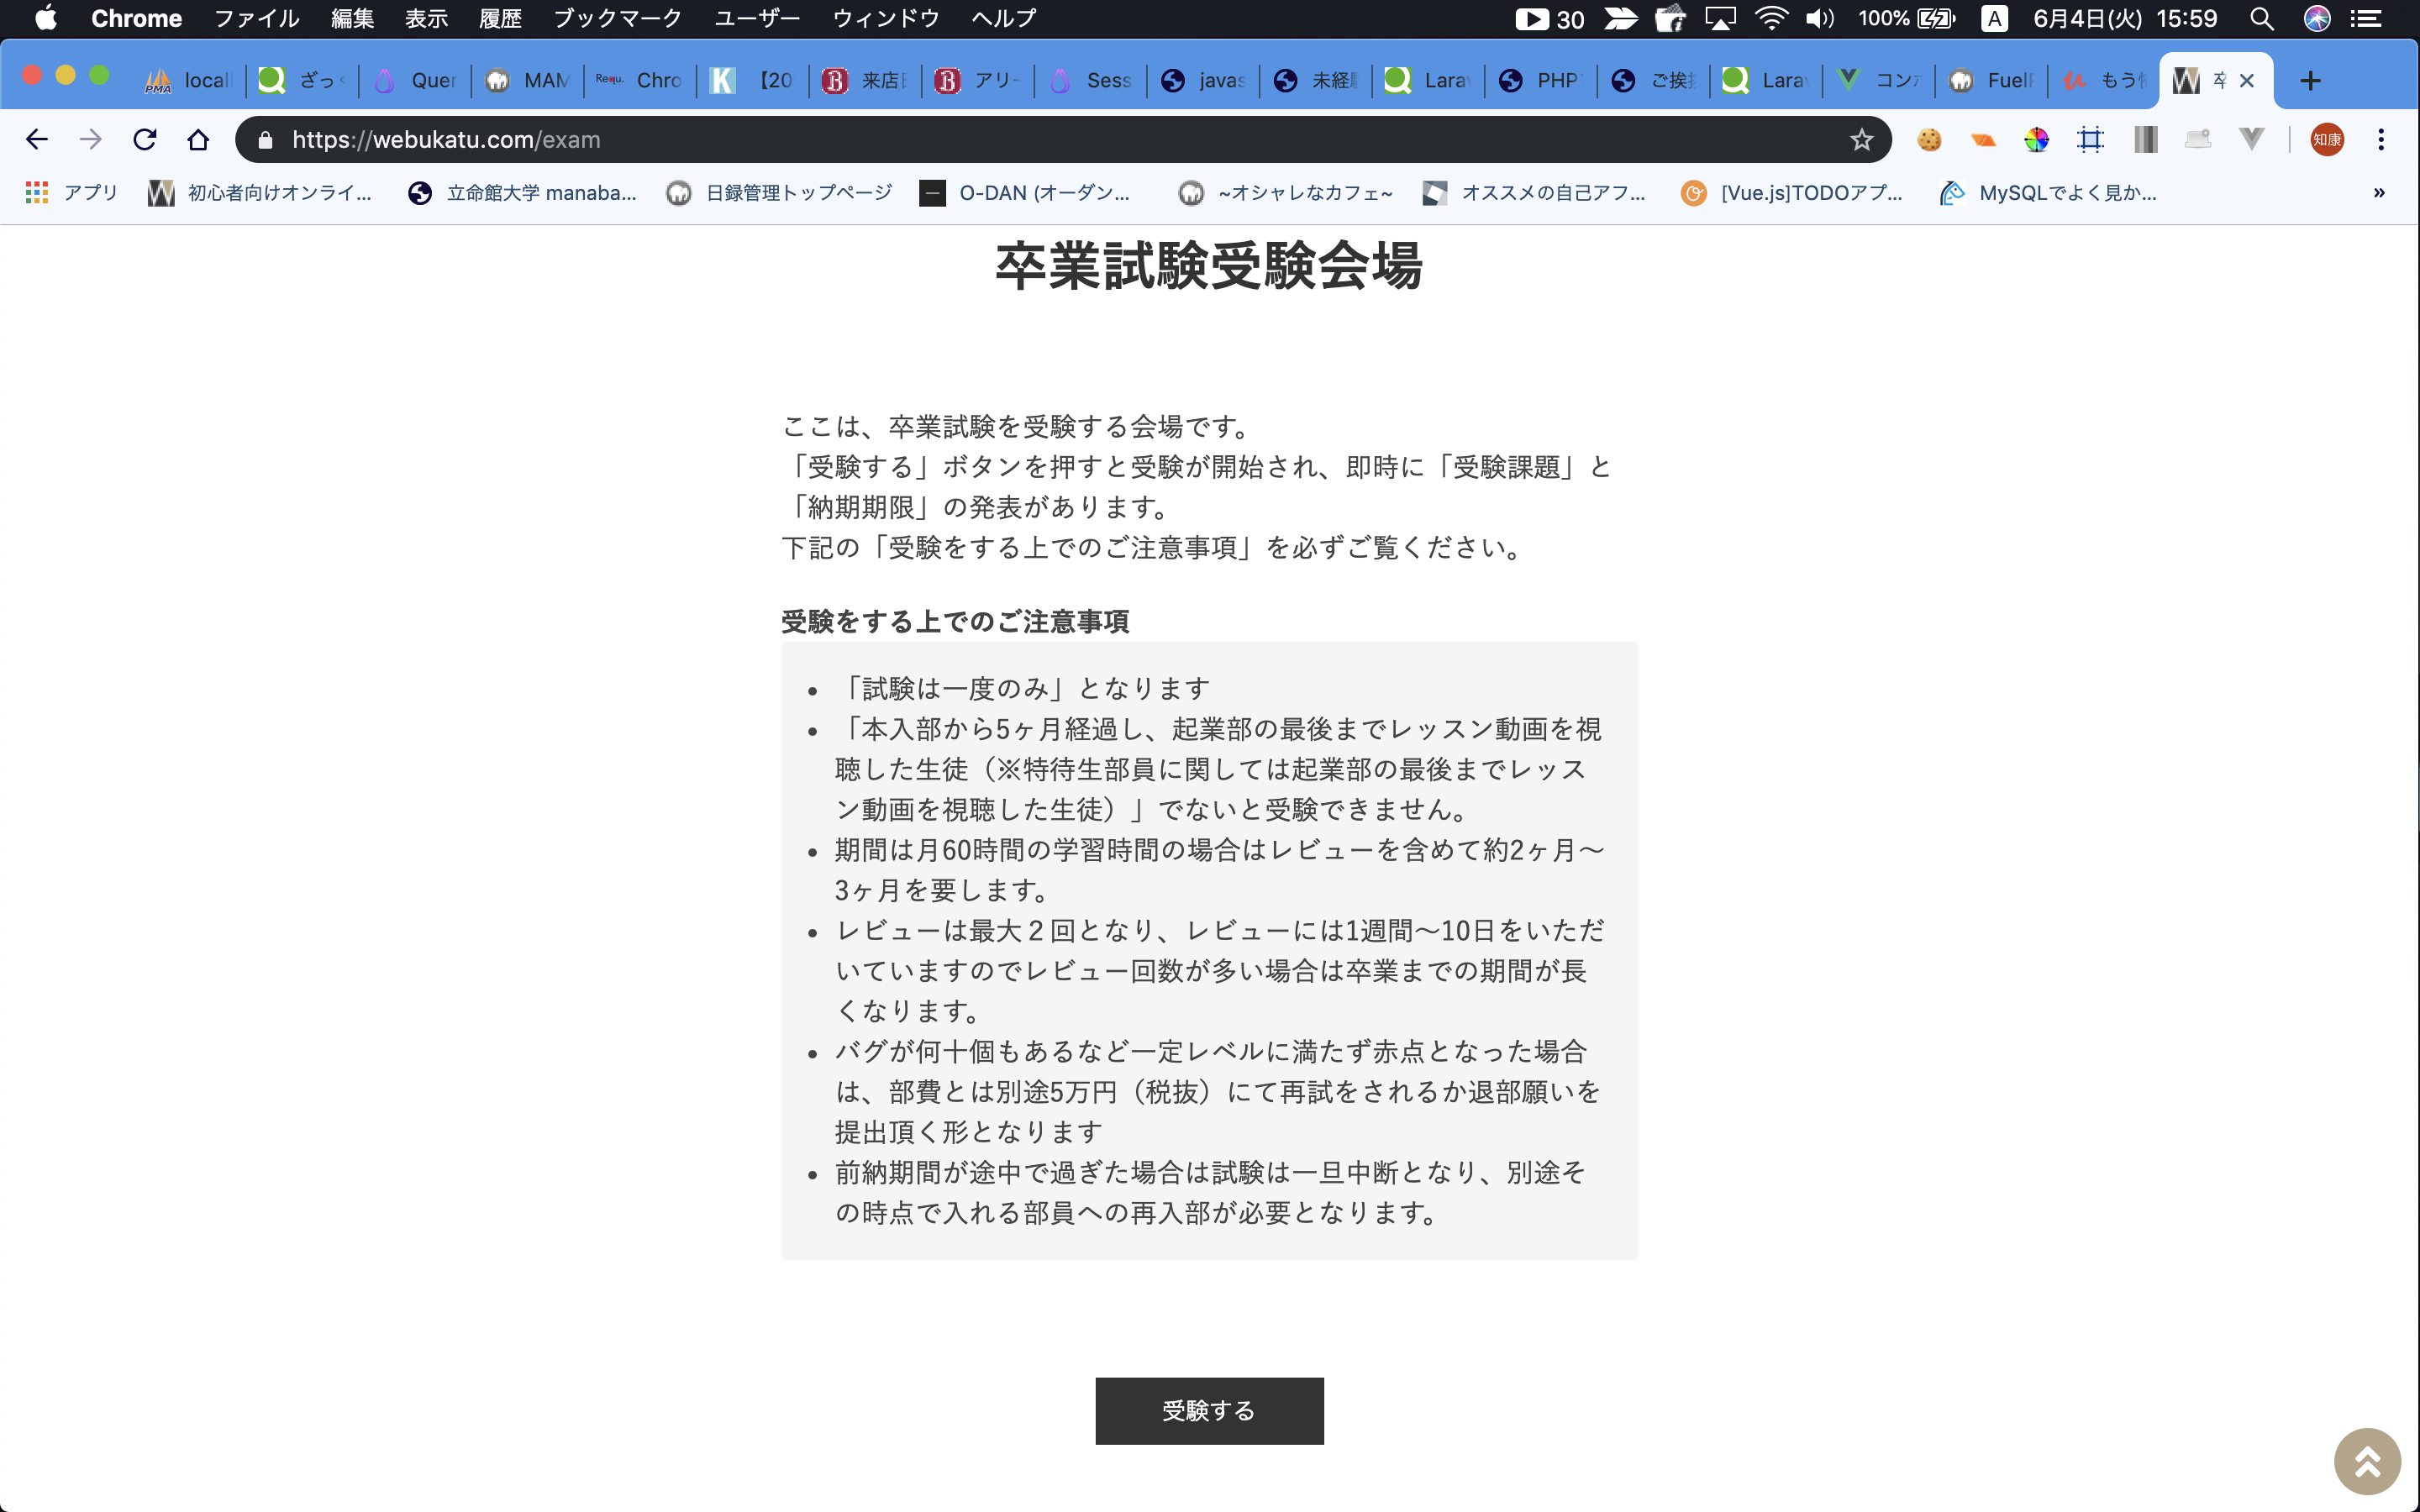 Chrome ファイル 編集 表示 履歴 ブックマーク ユーザー ウィンドウ ヘルプ 30 100% A 6月4日(火) 15:59
PMA local ざっく Quer MAM Requ. Chro K 【20 B 来店 B アリー Sess javas 未経 Larav PHP ご挨拶 Larav コンポ FuelP もう 卒
https://webukatu.com/exam 知康
アプリ 初心者向けオンライ... 立命館大学 manaba... 日録管理トップページ O-DAN (オーダン... ~オシャレなカフェ~ オススメの自己アフ... [Vue.js]TODOアプ... MySQLでよく見か... »
卒業試験受験会場
ここは、卒業試験を受験する会場です。
「受験する」ボタンを押すと受験が開始され、即時に「受験課題」と
「納期期限」の発表があります。
下記の「受験をする上でのご注意事項」を必ずご覧ください。
受験をする上でのご注意事項
• 「試験は一度のみ」となります
• 「本入部から5ヶ月経過し、起業部の最後までレッスン動画を視
聴した生徒（※特待生部員に関しては起業部の最後までレッス
ン動画を視聴した生徒）」でないと受験できません。
• 期間は月60時間の学習時間の場合はレビューを含めて約2ヶ月〜
3ヶ月を要します。
• レビューは最大２回となり、レビューには1週間〜10日をいただ
いていますのでレビュー回数が多い場合は卒業までの期間が長
くなります。
• バグが何十個もあるなど一定レベルに満たず赤点となった場合
は、部費とは別途5万円（税抜）にて再試をされるか退部願いを
提出頂く形となります
• 前納期間が途中で過ぎた場合は試験は一旦中断となり、別途そ
の時点で入れる部員への再入部が必要となります。
受験する